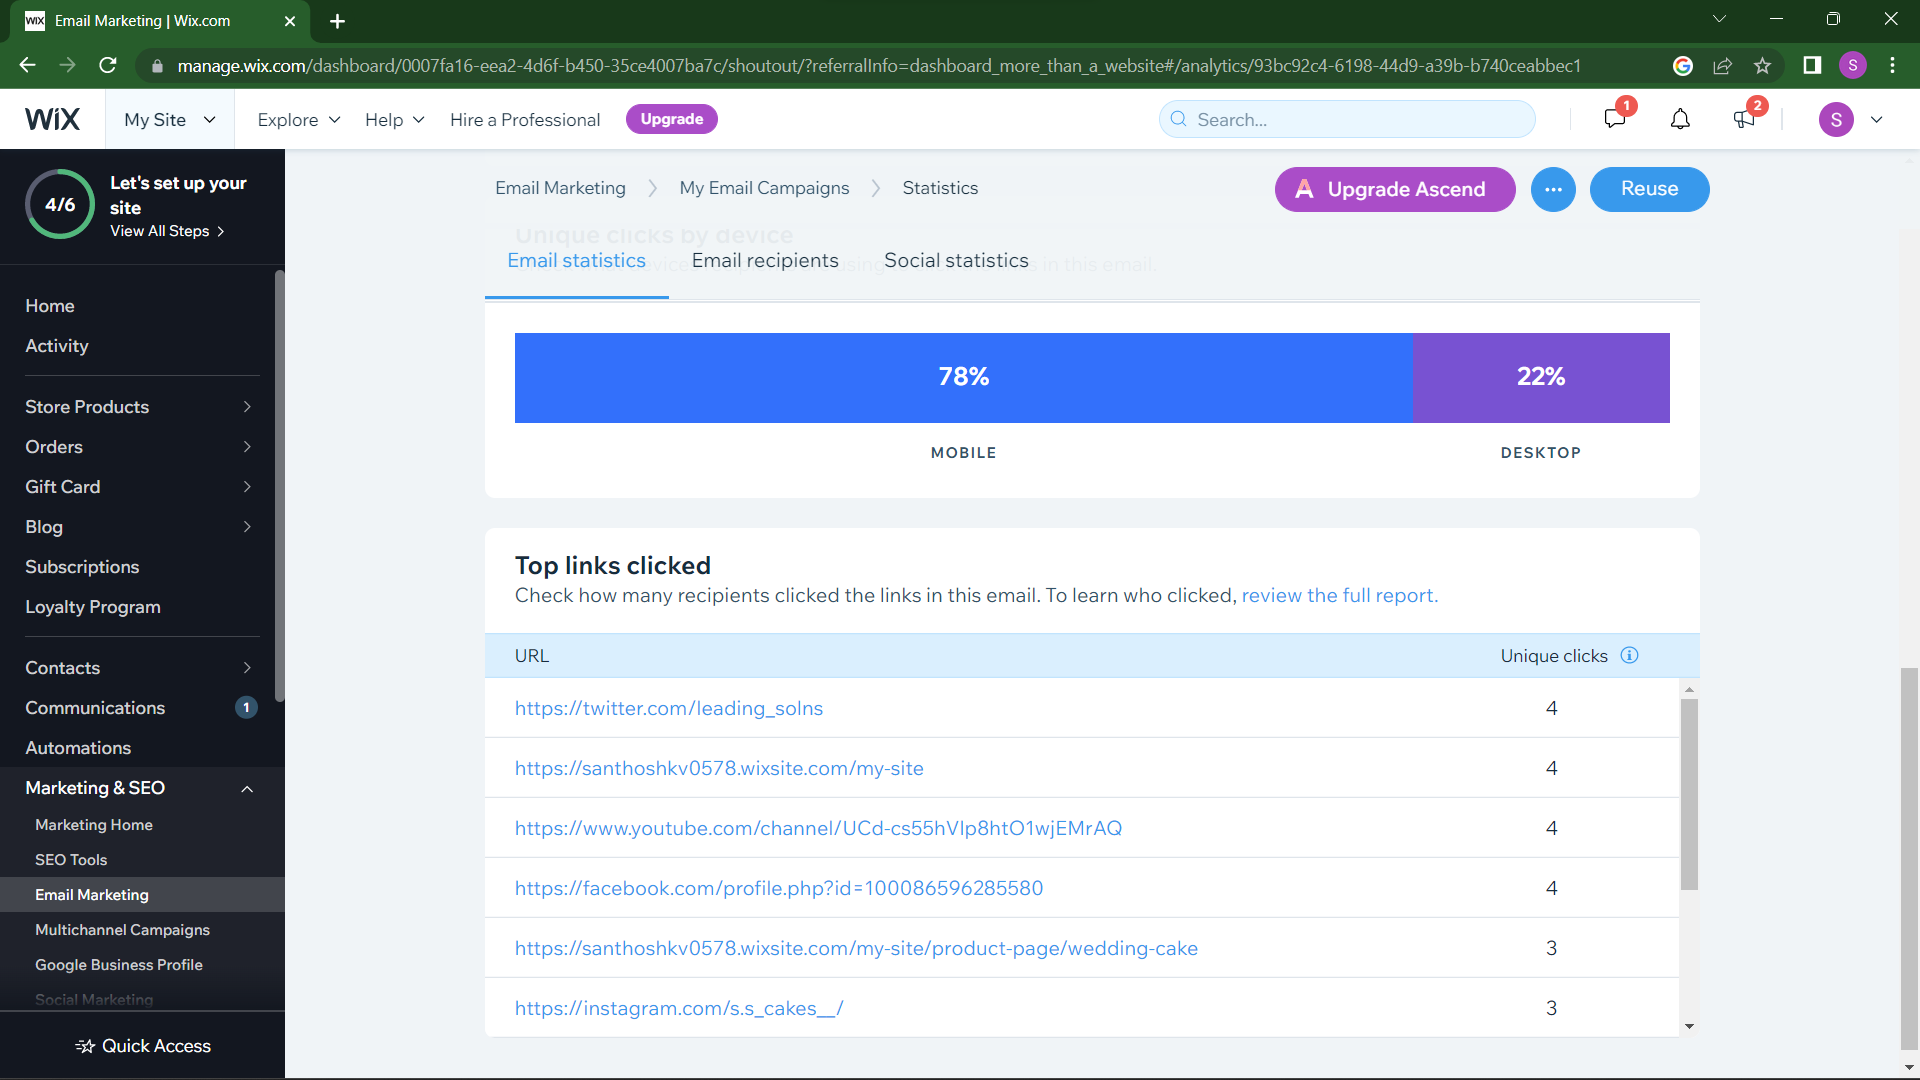 WiX Email Marketing | Wix.com
manage.wix.com/dashboard/0007fa16-eea2-4d6f-b450-35ce4007ba7c/shoutout/?referralInfo=dashboard_more_than_a_website#/analytics/93bc92c4-6198-44d9-a39b-b740ceabbec1
S
WiX My Site Explore Help Hire a Professional Upgrade Search... 1 2 S
4/6 Let's set up your
site
View All Steps
Home
Activity
Store Products
Orders
Gift Card
Blog
Subscriptions
Loyalty Program
Contacts
Communications 1
Automations
Marketing & SEO
Marketing Home
SEO Tools
Email Marketing
Multichannel Campaigns
Google Business Profile
Social Marketing
Quick Access
Email Marketing My Email Campaigns Statistics Upgrade Ascend ... Reuse
Unique clicks by device
Email statistics Email recipients Social statistics
in this email.
78% 22%
MOBILE DESKTOP
Top links clicked
Check how many recipients clicked the links in this email. To learn who clicked, review the full report.
URL Unique clicks
https://twitter.com/leading_solns 4
https://santhoshkv0578.wixsite.com/my-site 4
https://www.youtube.com/channel/UCd-cs55hVIp8htO1wjEMrAQ 4
https://facebook.com/profile.php?id=100086596285580 4
https://santhoshkv0578.wixsite.com/my-site/product-page/wedding-cake 3
https://instagram.com/s.s_cakes__/ 3